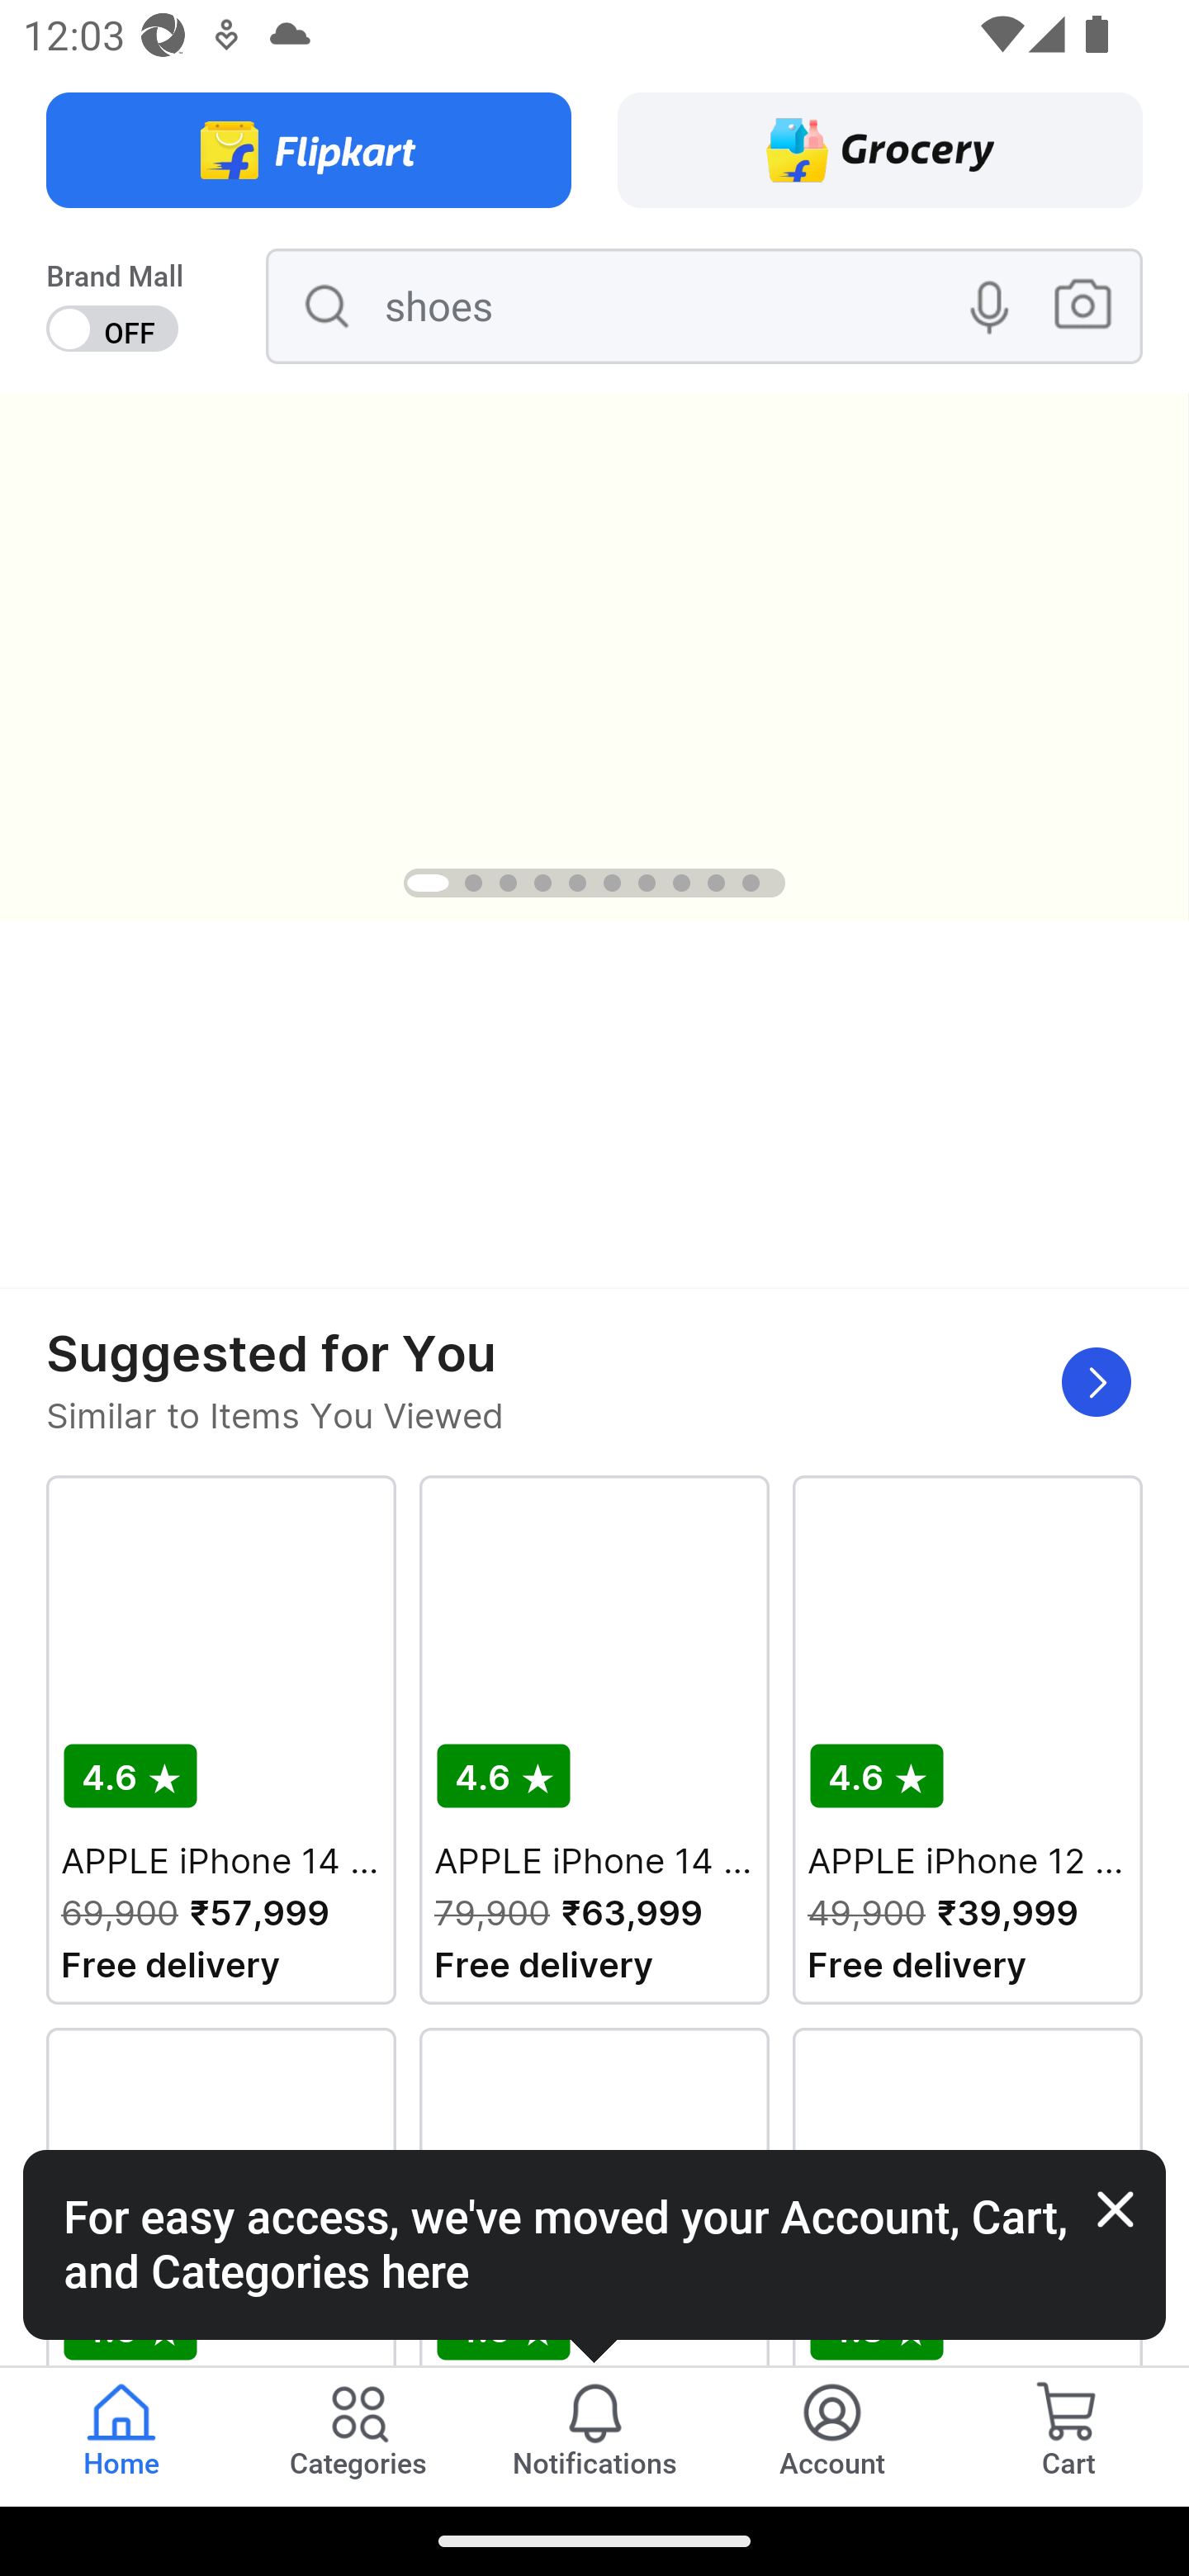 12:03
Flipkart
Grocery
Brand Mall
OFF
shoes
Suggested for You
Similar to Items You Viewed
4.6 ★
4.6 ★
4.6 ★
APPLE iPhone 14 ...
APPLE iPhone 14 ...
APPLE iPhone 12 ...
69,900 ₹57,999
79,900 ₹63,999
49,900 ₹39,999
Free delivery
Free delivery
Free delivery
For easy access, we've moved your Account, Cart,
and Categories here
Home
Categories
Notifications
Account
Cart